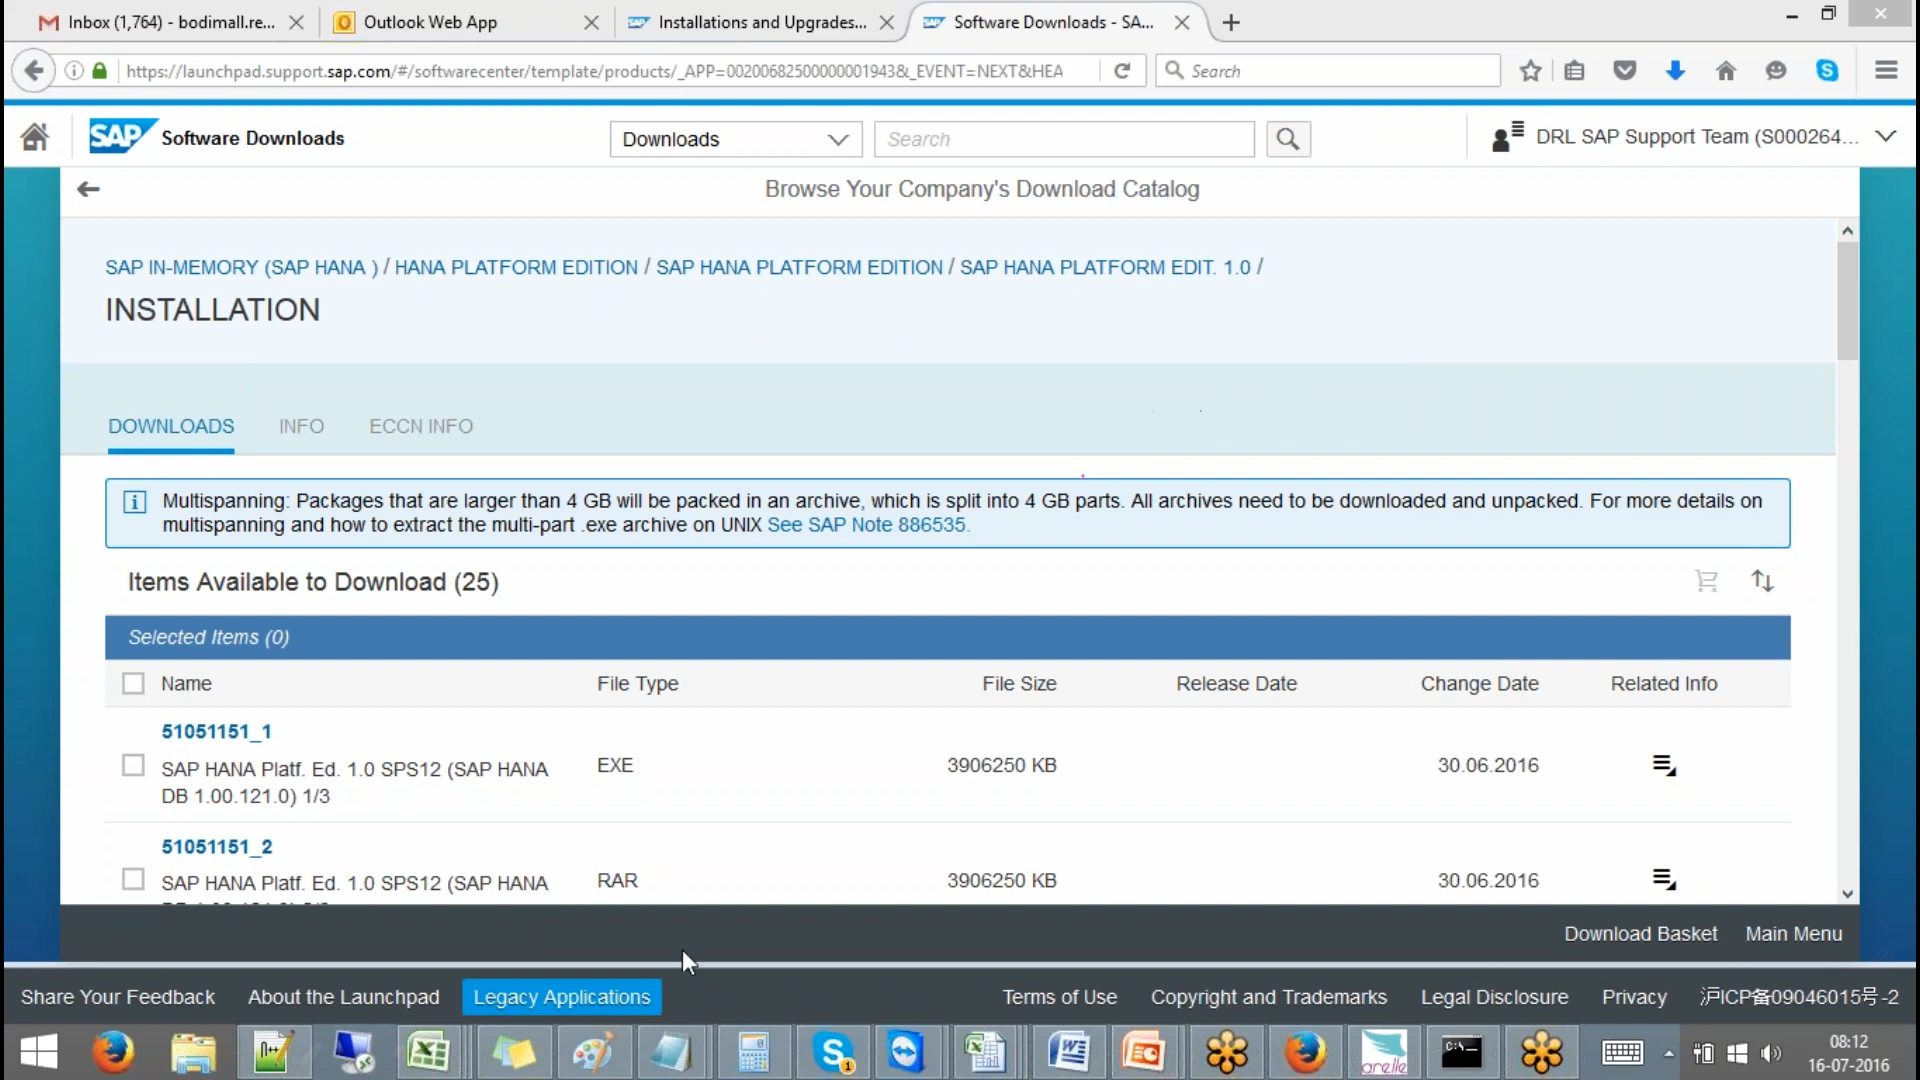 Inbox (1,764) - bodimall.re...
Outlook Web App
Installations and Upgrades...
Software Downloads - SA...
https://launchpad.support.sap.com/#/softwarecenter/template/products/_APP=00200682500000001943&_EVENT=NEXT&HEA
Search
SAP Software Downloads
Downloads
Search
DRL SAP Support Team (S000264...
Browse Your Company's Download Catalog
SAP IN-MEMORY (SAP HANA ) / HANA PLATFORM EDITION / SAP HANA PLATFORM EDITION / SAP HANA PLATFORM EDIT. 1.0 /
INSTALLATION
DOWNLOADS INFO ECCN INFO
Multispanning: Packages that are larger than 4 GB will be packed in an archive, which is split into 4 GB parts. All archives need to be downloaded and unpacked. For more details on
multispanning and how to extract the multi-part .exe archive on UNIX See SAP Note 886535.
Items Available to Download (25)
Selected Items (0)
Name File Type File Size Release Date Change Date Related Info
51051151_1
SAP HANA Platf. Ed. 1.0 SPS12 (SAP HANA
DB 1.00.121.0) 1/3
EXE 3906250 KB 30.06.2016
51051151_2
SAP HANA Platf. Ed. 1.0 SPS12 (SAP HANA
RAR 3906250 KB 30.06.2016
Download Basket Main Menu
Share Your Feedback About the Launchpad Legacy Applications Terms of Use Copyright and Trademarks Legal Disclosure Privacy 沪ICP备09046015号-2
orelle
C:\
08:12
16-07-2016